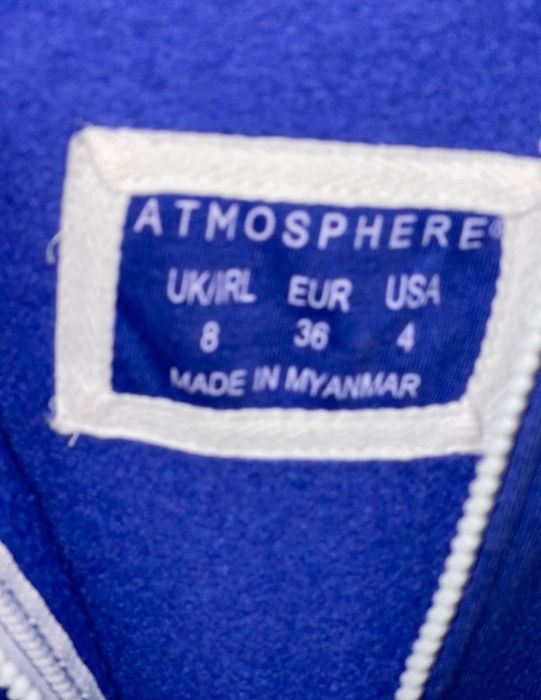 ATMOSPHERE®
UK/IRL EUR USA
8 36 4
MADE IN MYANMAR